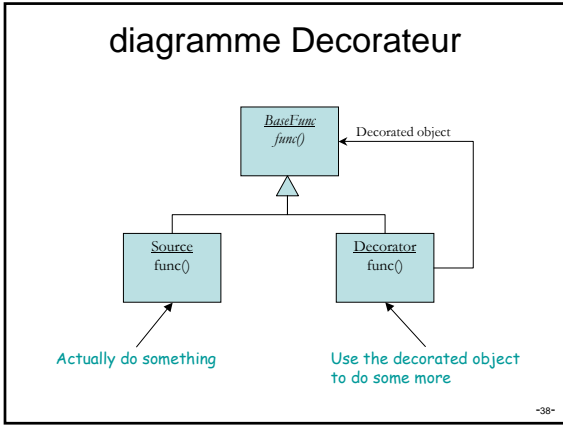 diagramme Decorateur
BaseFunc
func()
Decorated object
Source
func()
Decorator
func()
Actually do something
Use the decorated object
to do some more
-38-